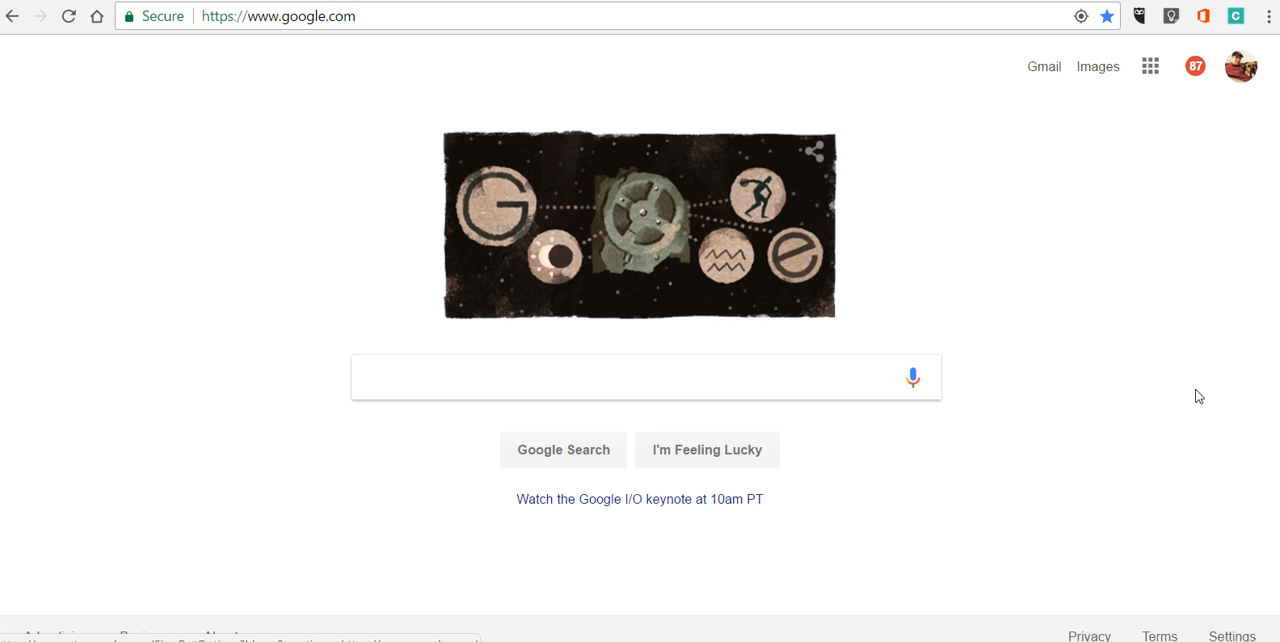 Secure https://www.google.com
C
Gmail Images 87
G e
Google Search I'm Feeling Lucky
Watch the Google I/O keynote at 10am PT
Privacy Terms Settings